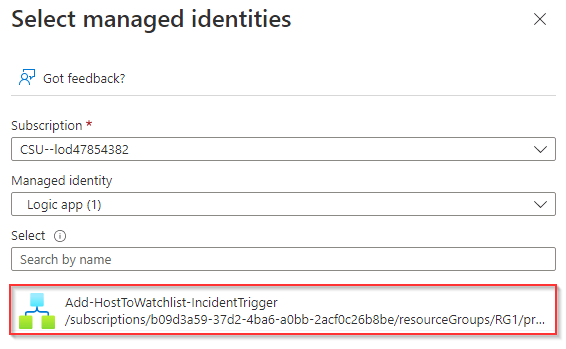 Select managed identities
Got feedback?
Subscription *
CSU--lod47854382
Managed identity
Logic app (1)
Select
Search by name
Add-HostToWatchlist-IncidentTrigger
/subscriptions/b09d3a59-37d2-4ba6-a0bb-2acf0c26b8be/resourceGroups/RG1/pr...